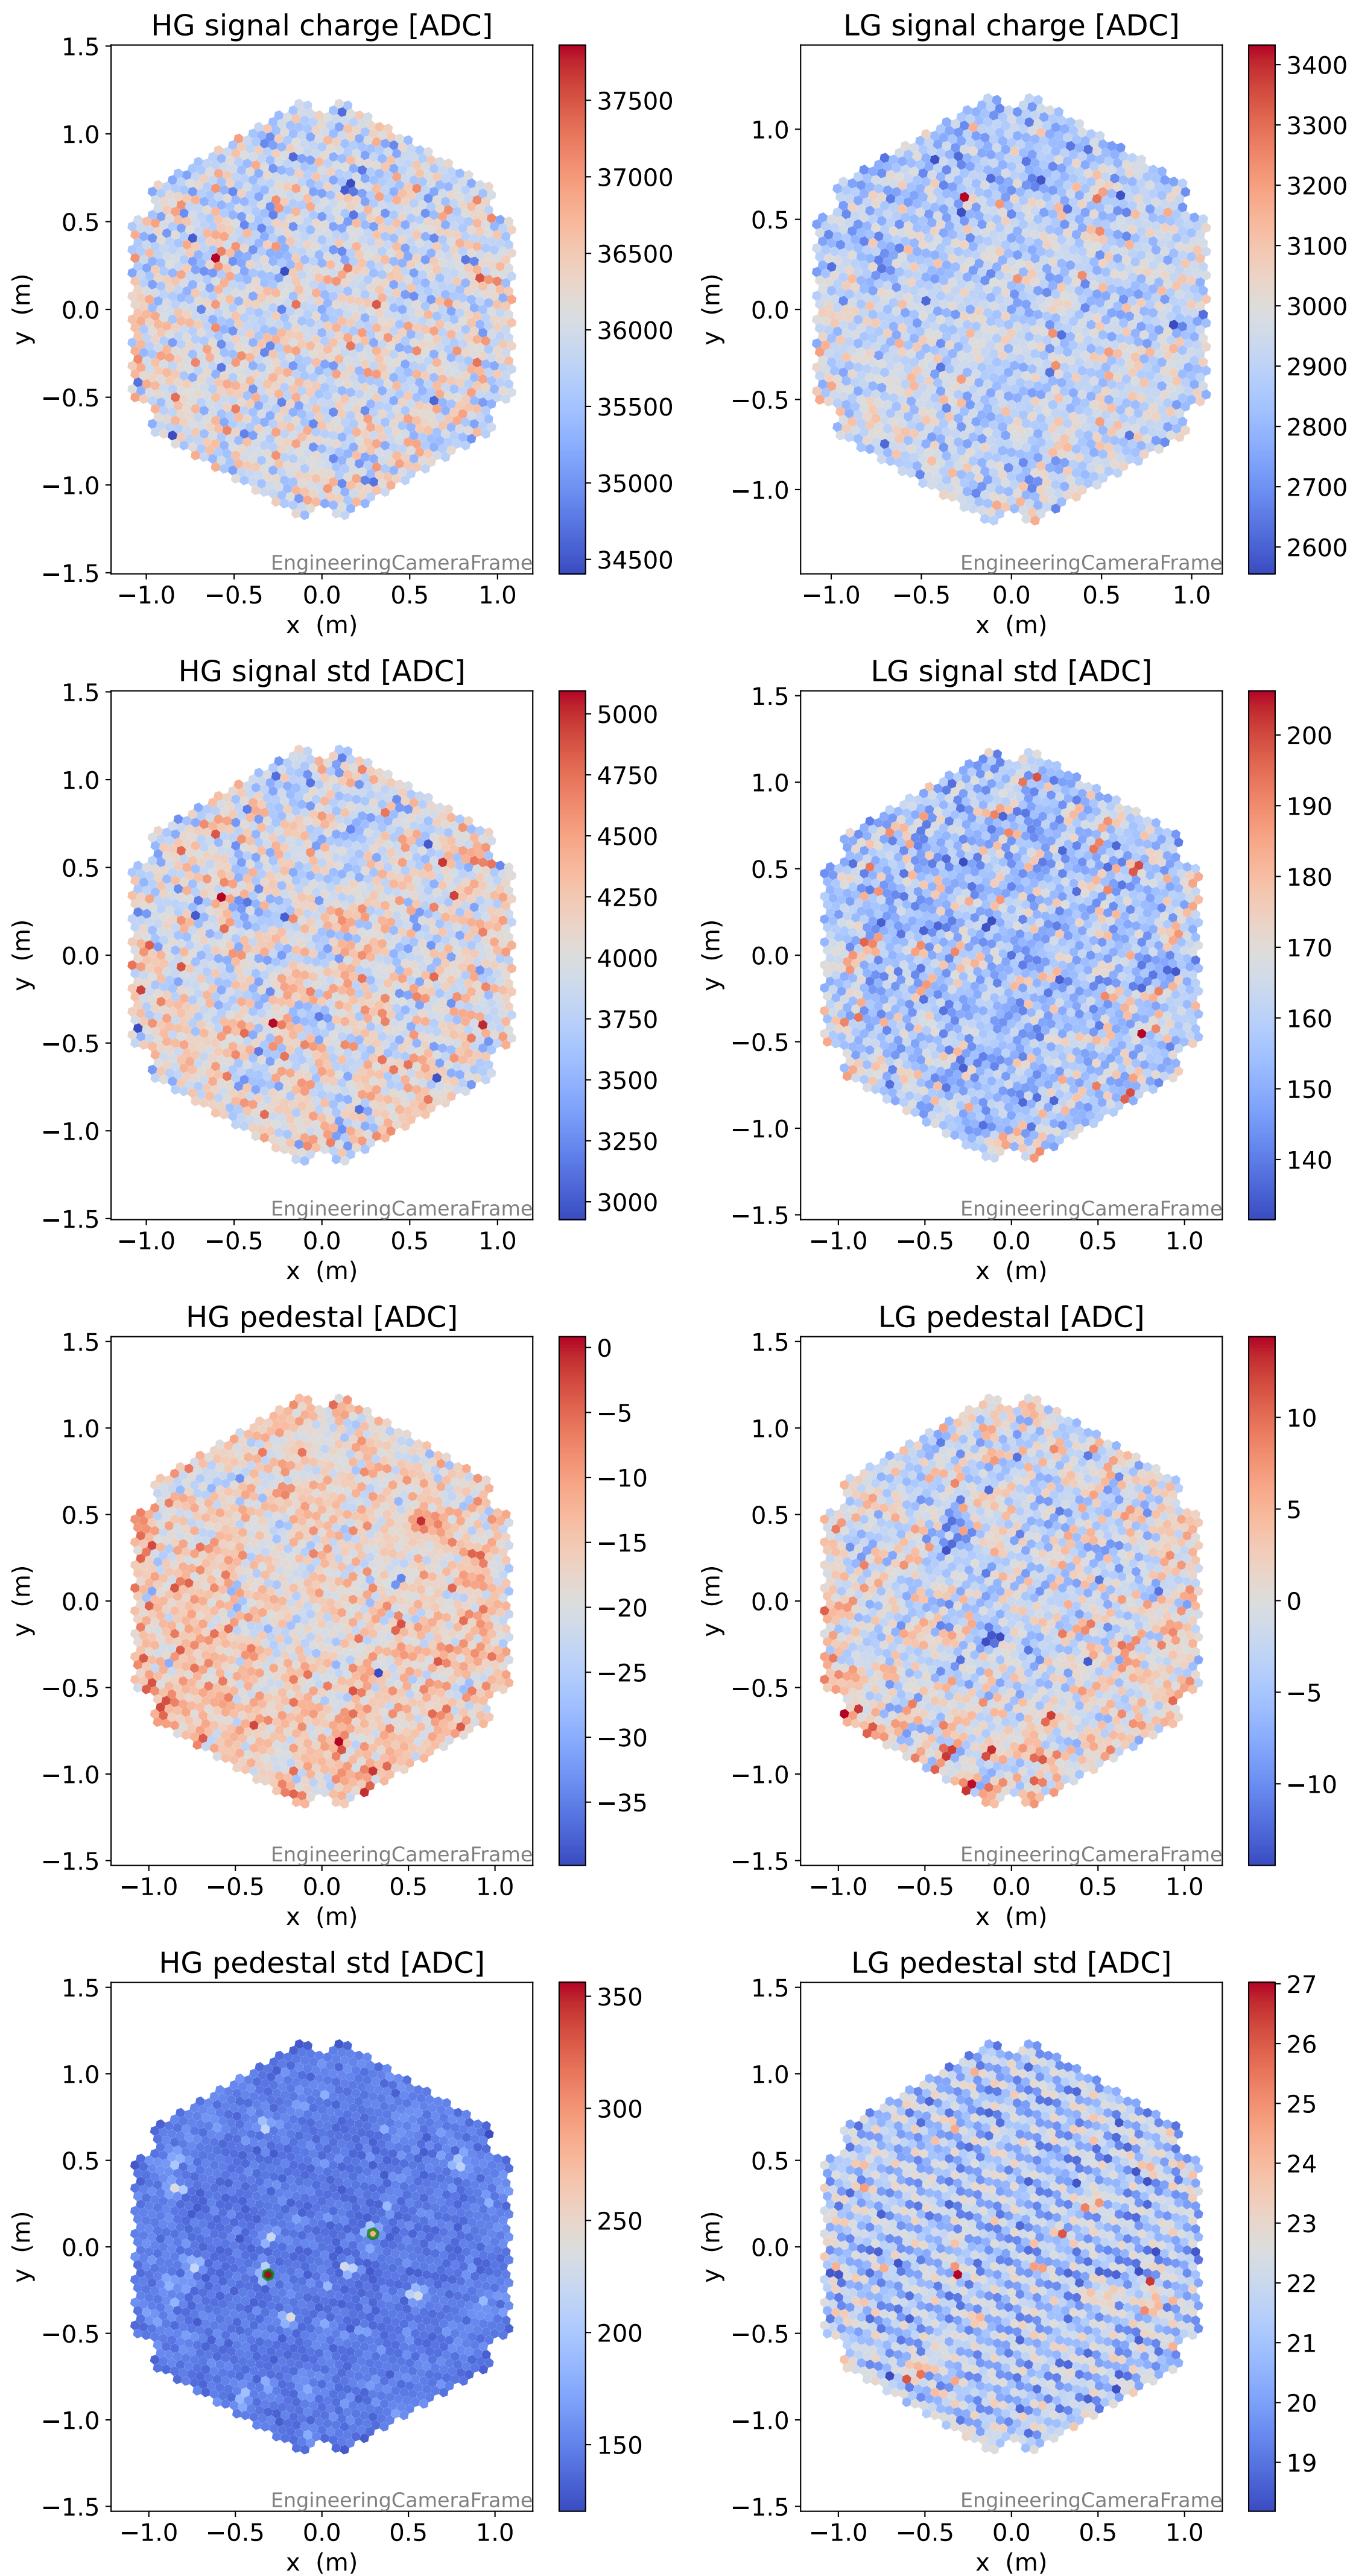 HG signal charge [ADC]
1.5
1.0
0.5
0.0
−0.5
−1.0
−1.5
y (m)
−1.0 −0.5 0.0 0.5 1.0
x (m)
EngineeringCameraFrame
37500
37000
36500
36000
35500
35000
34500
LG signal charge [ADC]
1.0
0.5
0.0
−0.5
−1.0
y (m)
−1.0 −0.5 0.0 0.5 1.0
x (m)
EngineeringCameraFrame
3400
3300
3200
3100
3000
2900
2800
2700
2600
HG signal std [ADC]
1.5
1.0
0.5
0.0
−0.5
−1.0
−1.5
y (m)
−1.0 −0.5 0.0 0.5 1.0
x (m)
EngineeringCameraFrame
5000
4750
4500
4250
4000
3750
3500
3250
3000
LG signal std [ADC]
1.5
1.0
0.5
0.0
−0.5
−1.0
−1.5
y (m)
−1.0 −0.5 0.0 0.5 1.0
x (m)
EngineeringCameraFrame
200
190
180
170
160
150
140
HG pedestal [ADC]
1.5
1.0
0.5
0.0
−0.5
−1.0
−1.5
y (m)
−1.0 −0.5 0.0 0.5 1.0
x (m)
EngineeringCameraFrame
0
−5
−10
−15
−20
−25
−30
−35
LG pedestal [ADC]
1.5
1.0
0.5
0.0
−0.5
−1.0
−1.5
y (m)
−1.0 −0.5 0.0 0.5 1.0
x (m)
EngineeringCameraFrame
10
5
0
−5
−10
HG pedestal std [ADC]
1.5
1.0
0.5
0.0
−0.5
−1.0
−1.5
y (m)
−1.0 −0.5 0.0 0.5 1.0
x (m)
EngineeringCameraFrame
350
300
250
200
150
LG pedestal std [ADC]
1.5
1.0
0.5
0.0
−0.5
−1.0
−1.5
y (m)
−1.0 −0.5 0.0 0.5 1.0
x (m)
EngineeringCameraFrame
27
26
25
24
23
22
21
20
19